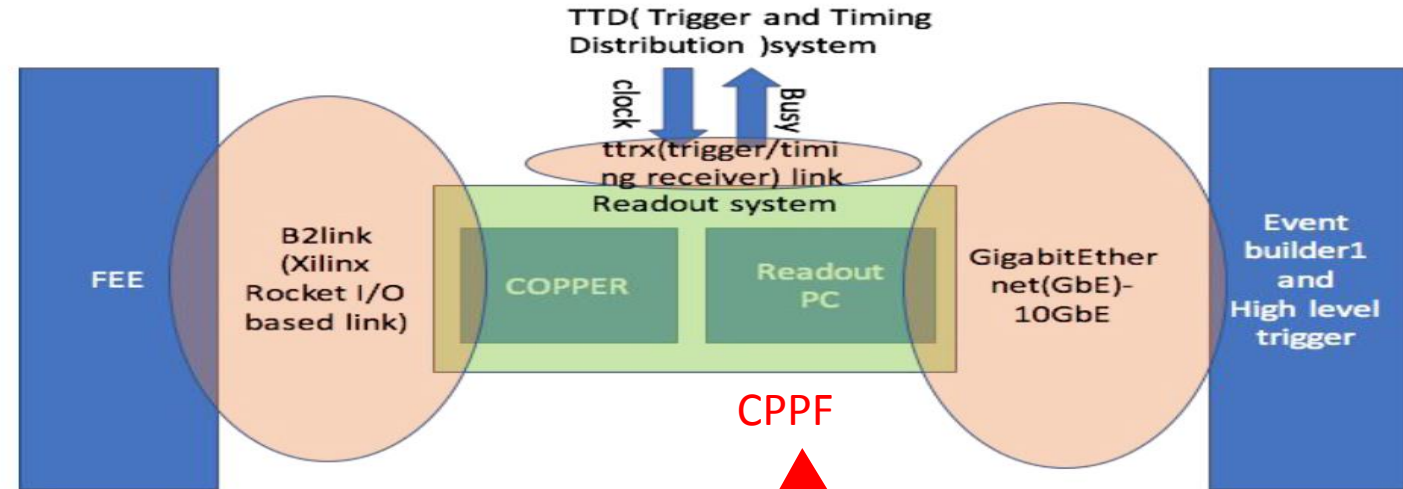 TTD( Trigger and Timing
Distribution )system
clock
Busy
ttrx(trigger/timi
ng receiver) link
Readout system
FEE
B2link
(Xilinx
Rocket I/O
based link)
COPPER
Readout
PC
GigabitEther
net(GbE)-
10GbE
Event
builder1
and
High level
trigger
CPPF